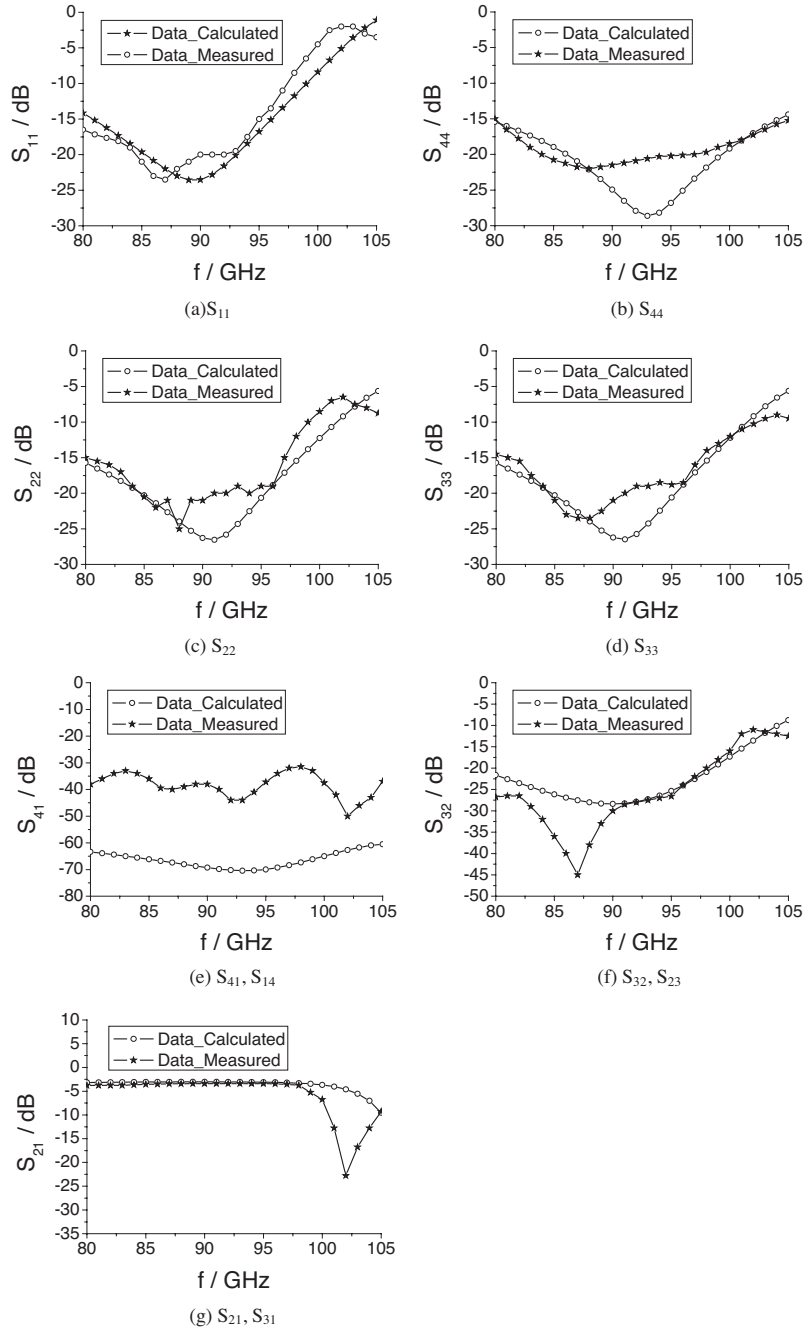 0
-5
-10
-15
-20
-25
-30
S₁₁ / dB
Data_Calculated
Data_Measured
80 85 90 95 100 105
f / GHz
(a)S₁₁
0
-5
-10
-15
-20
-25
-30
S₄₄ / dB
Data_Calculated
Data_Measured
80 85 90 95 100 105
f / GHz
(b) S₄₄
0
-5
-10
-15
-20
-25
-30
S₂₂ / dB
Data_Calculated
Data_Measured
80 85 90 95 100 105
f / GHz
(c) S₂₂
0
-5
-10
-15
-20
-25
-30
S₃₃ / dB
Data_Calculated
Data_Measured
80 85 90 95 100 105
f / GHz
(d) S₃₃
0
-10
-20
-30
-40
-50
-60
-70
-80
S₄₁ / dB
Data_Calculated
Data_Measured
80 85 90 95 100 105
f / GHz
(e) S₄₁, S₁₄
0
-5
-10
-15
-20
-25
-30
-35
-40
-45
-50
S₃₂ / dB
Data_Calculated
Data_Measured
80 85 90 95 100 105
f / GHz
(f) S₃₂, S₂₃
10
5
0
-5
-10
-15
-20
-25
-30
-35
S₂₁ / dB
Data_Calculated
Data_Measured
80 85 90 95 100 105
f / GHz
(g) S₂₁, S₃₁